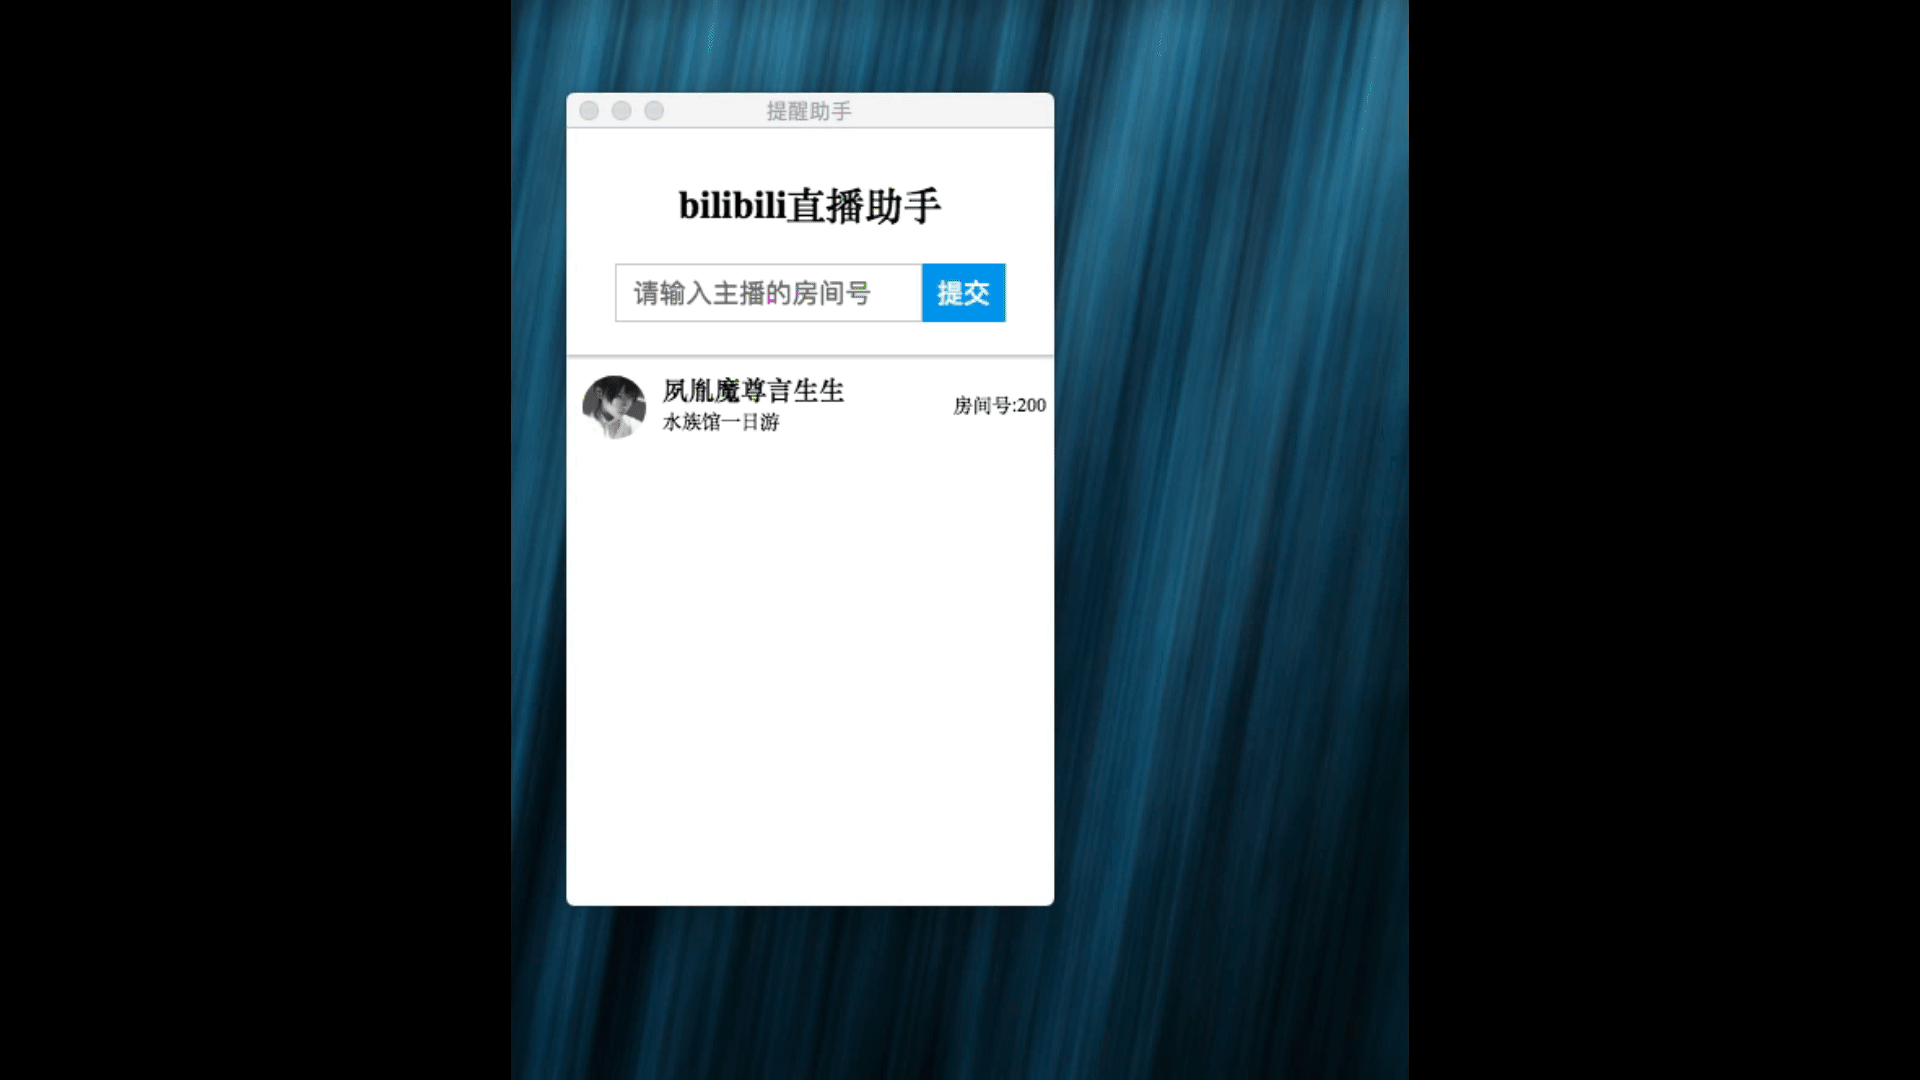 提醒助手
bilibili直播助手
请输入主播的房间号 提交
夙胤魔尊言生生
水族馆一日游
房间号:200